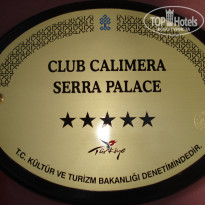 TOP Hotels
CLUB CALIMERA
SERRA PALACE
Türkiye
T.C. KÜLTÜR VE TURİZM BAKANLIĞI DENETİMİNDEDİR.